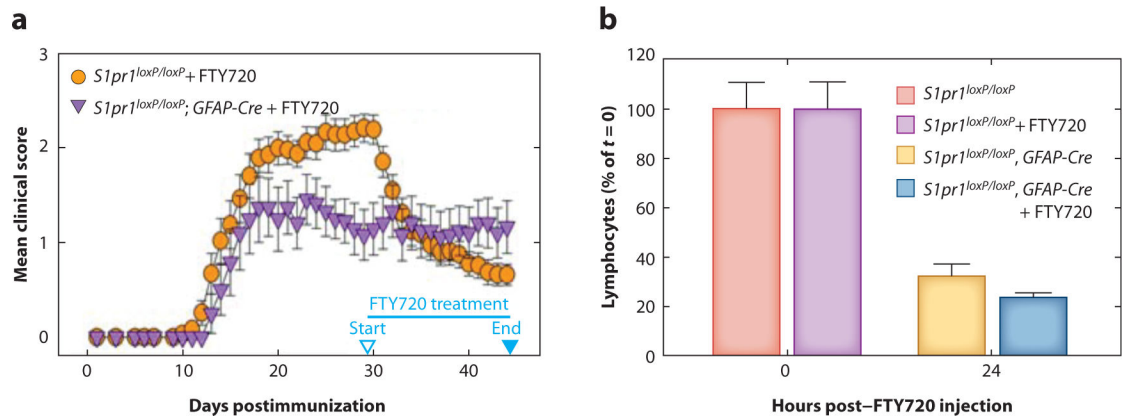 a
3
2
1
0
Mean clinical score
S1pr1loxP/loxP + FTY720
S1pr1loxP/loxP; GFAP-Cre + FTY720
FTY720 treatment
Start
End
0
10
20
30
40
Days postimmunization
b
120
100
80
60
40
20
0
Lymphocytes (% of t = 0)
S1pr1loxP/loxP
S1pr1loxP/loxP + FTY720
S1pr1loxP/loxP, GFAP-Cre
S1pr1loxP/loxP, GFAP-Cre
+ FTY720
0
24
Hours post–FTY720 injection